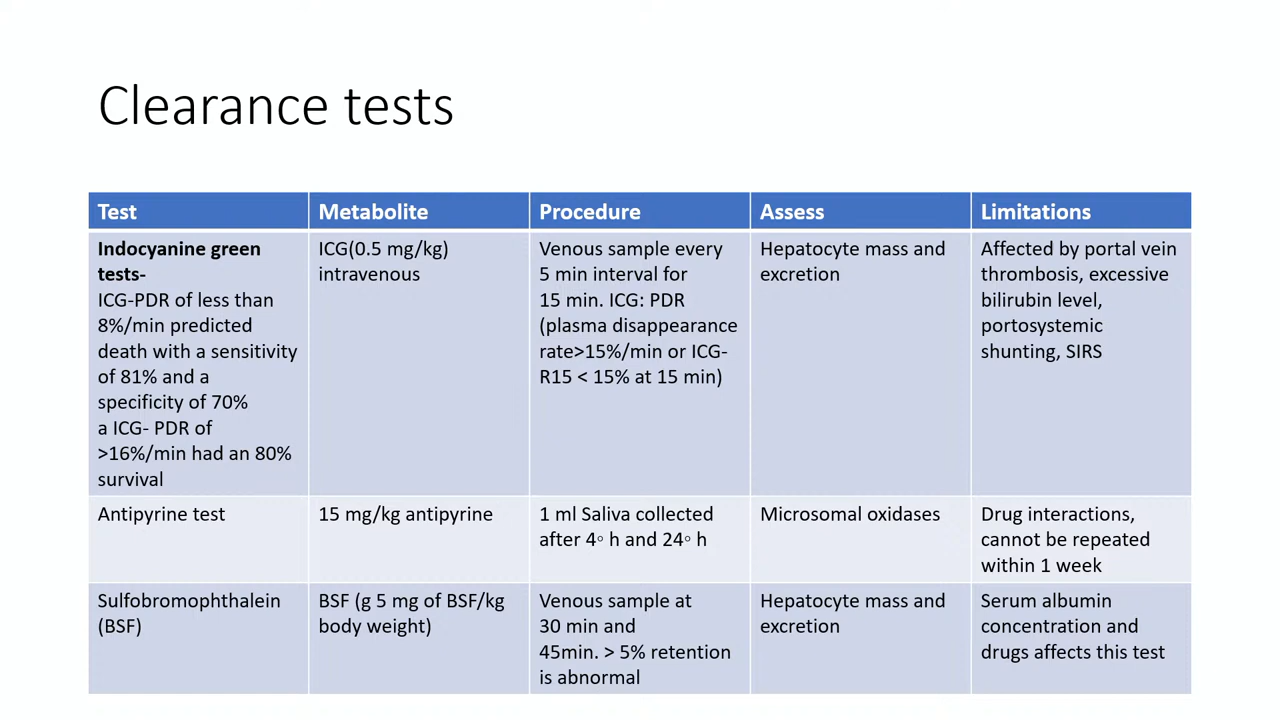 Clearance tests
Test
Metabolite
Procedure
Assess
Limitations
Indocyanine green
tests-
ICG-PDR of less than
8%/min predicted
death with a sensitivity
of 81% and a
specificity of 70%
a ICG- PDR of
>16%/min had an 80%
survival
ICG(0.5 mg/kg)
intravenous
Venous sample every
5 min interval for
15 min. ICG: PDR
(plasma disappearance
rate>15%/min or ICG-
R15 < 15% at 15 min)
Hepatocyte mass and
excretion
Affected by portal vein
thrombosis, excessive
bilirubin level,
portosystemic
shunting, SIRS
Antipyrine test
15 mg/kg antipyrine
1 ml Saliva collected
after 4◦ h and 24◦ h
Microsomal oxidases
Drug interactions,
cannot be repeated
within 1 week
Sulfobromophthalein
(BSF)
BSF (g 5 mg of BSF/kg
body weight)
Venous sample at
30 min and
45min. > 5% retention
is abnormal
Hepatocyte mass and
excretion
Serum albumin
concentration and
drugs affects this test